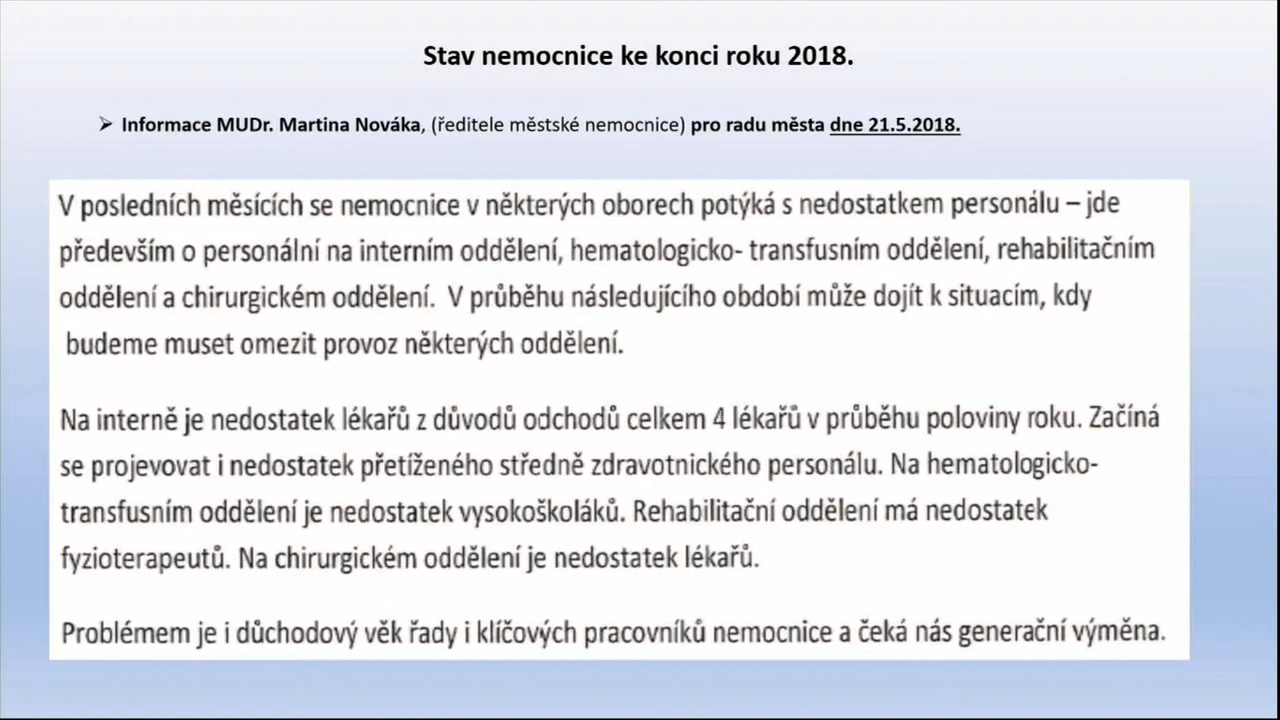 Stav nemocnice ke konci roku 2018.
➢ Informace MUDr. Martina Nováka, (ředitele městské nemocnice) pro radu města dne 21.5.2018.
V posledních měsících se nemocnice v některých oborech potýká s nedostatkem personálu – jde
především o personální na interním oddělení, hematologicko- transfusním oddělení, rehabilitačním
oddělení a chirurgickém oddělení. V průběhu následujícího období může dojít k situacím, kdy
budeme muset omezit provoz některých oddělení.
Na interně je nedostatek lékařů z důvodů odchodů celkem 4 lékařů v průběhu poloviny roku. Začíná
se projevovat i nedostatek přetíženého středně zdravotnického personálu. Na hematologicko-
transfusním oddělení je nedostatek vysokoškoláků. Rehabilitační oddělení má nedostatek
fyzioterapeutů. Na chirurgickém oddělení je nedostatek lékařů.
Problémem je i důchodový věk řady i klíčových pracovníků nemocnice a čeká nás generační výměna.